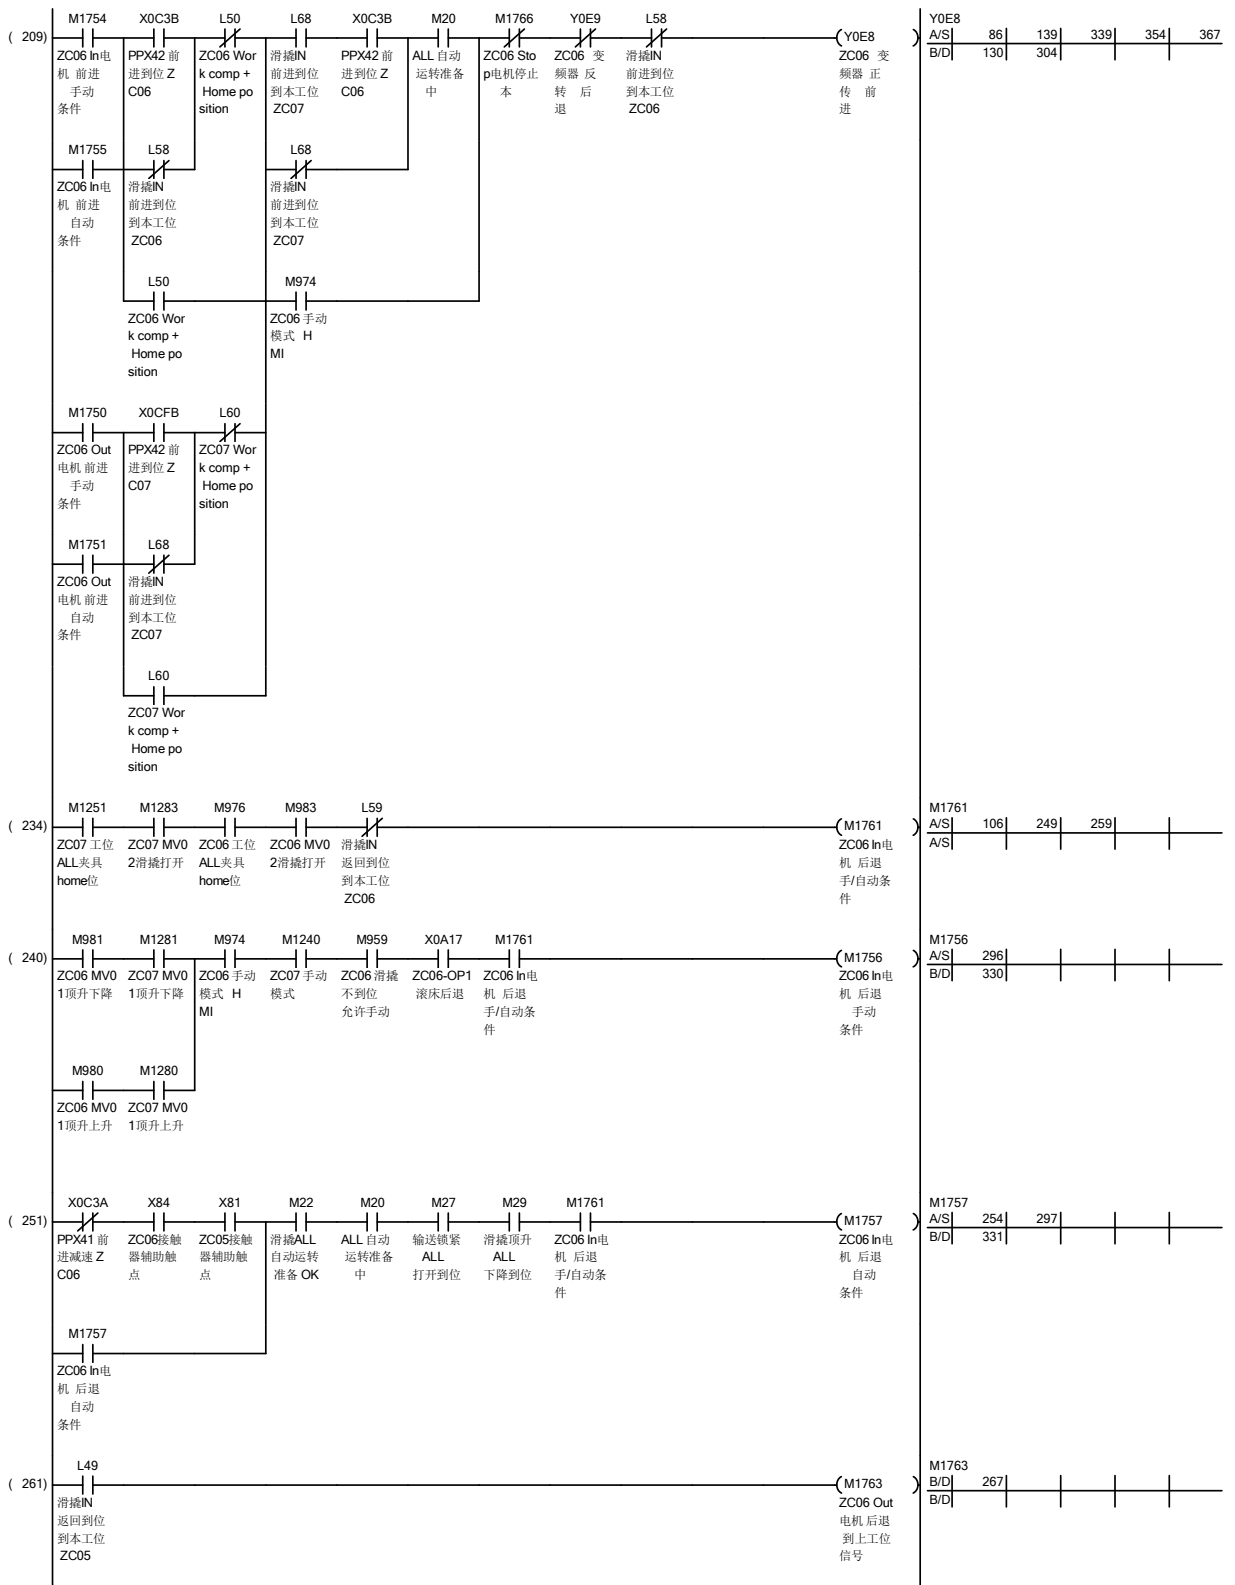 M1754 X0C3B L50 L68 X0C3B M20 M1766 Y0E9 L58 Y0E8
( 209) (Y0E8 ) A/S 86 139 339 354 367
ZC06 In电 PPX42 前 ZC06 Wor 滑撬IN PPX42 前 ALL 自动 ZC06 Sto ZC06 变 滑撬IN ZC06 变 B/D 130 304
机 前进 进到位 Z k comp + 前进到位 进到位 Z 运转准备 p电机停止 频器 反 前进到位 频器 正
手动 C06 Home po 到本工位 C06 中 本 转 后 到本工位 传 前
条件 sition ZC07 退 ZC06 进
M1755 L58 L68
ZC06 In电 滑撬IN 滑撬IN
机 前进 前进到位 前进到位
自动 到本工位 到本工位
条件 ZC06 ZC07
L50 M974
ZC06 Wor ZC06 手动
k comp + 模式 H
Home po MI
sition
M1750 X0CFB L60
ZC06 Out PPX42 前 ZC07 Wor
电机 前进 进到位 Z k comp +
手动 C07 Home po
条件 sition
M1751 L68
ZC06 Out 滑撬IN
电机 前进 前进到位
自动 到本工位
条件 ZC07
L60
ZC07 Wor
k comp +
Home po
sition
M1251 M1283 M976 M983 L59 M1761
( 234) (M1761 ) A/S 106 249 259
ZC07 工位 ZC07 MV0 ZC06 工位 ZC06 MV0 滑撬IN ZC06 In电 A/S
ALL夹具 2滑撬打开 ALL夹具 2滑撬打开 返回到位 机 后退
home位 home位 到本工位 手/自动条
ZC06 件
M981 M1281 M974 M1240 M959 X0A17 M1761 M1756
( 240) (M1756 ) A/S 296
ZC06 MV0 ZC07 MV0 ZC06 手动 ZC07 手动 ZC06 滑撬 ZC06-OP1 ZC06 In电 ZC06 In电 B/D 330
1顶升下降 1顶升下降 模式 H 模式 不到位 滚床后退 机 后退 机 后退
MI 允许手动 手/自动条 手动
件 条件
M980 M1280
ZC06 MV0 ZC07 MV0
1顶升上升 1顶升上升
X0C3A X84 X81 M22 M20 M27 M29 M1761 M1757
( 251) (M1757 ) A/S 254 297
PPX41 前 ZC06接触 ZC05接触 滑撬ALL ALL 自动 输送锁紧 滑撬顶升 ZC06 In电 ZC06 In电 B/D 331
进减速 Z 器辅助触 器辅助触 自动运转 运转准备 ALL ALL 机 后退 机 后退
C06 点 点 准备 OK 中 打开到位 下降到位 手/自动条 自动
件 条件
M1757
ZC06 In电
机 后退
自动
条件
L49 M1763
( 261) (M1763 ) B/D 267
滑撬IN ZC06 Out B/D
返回到位 电机 后退
到本工位 到上工位
ZC05 信号